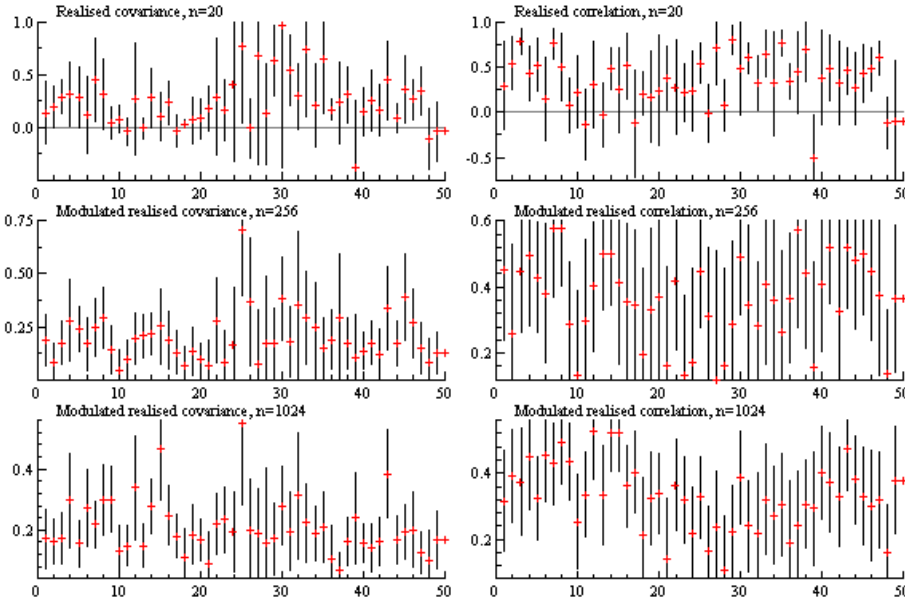 Realised covariance, n=20
1.0
0.5
0.0
0 10 20 30 40 50
Realised correlation, n=20
1.0
0.5
0.0
-0.5
0 10 20 30 40 50
Modulated realised covariance, n=256
0.75
0.50
0.25
0 10 20 30 40 50
Modulated realised correlation, n=256
0.6
0.4
0.2
0 10 20 30 40 50
Modulated realised covariance, n=1024
0.4
0.2
0 10 20 30 40 50
Modulated realised correlation, n=1024
0.4
0.2
0 10 20 30 40 50